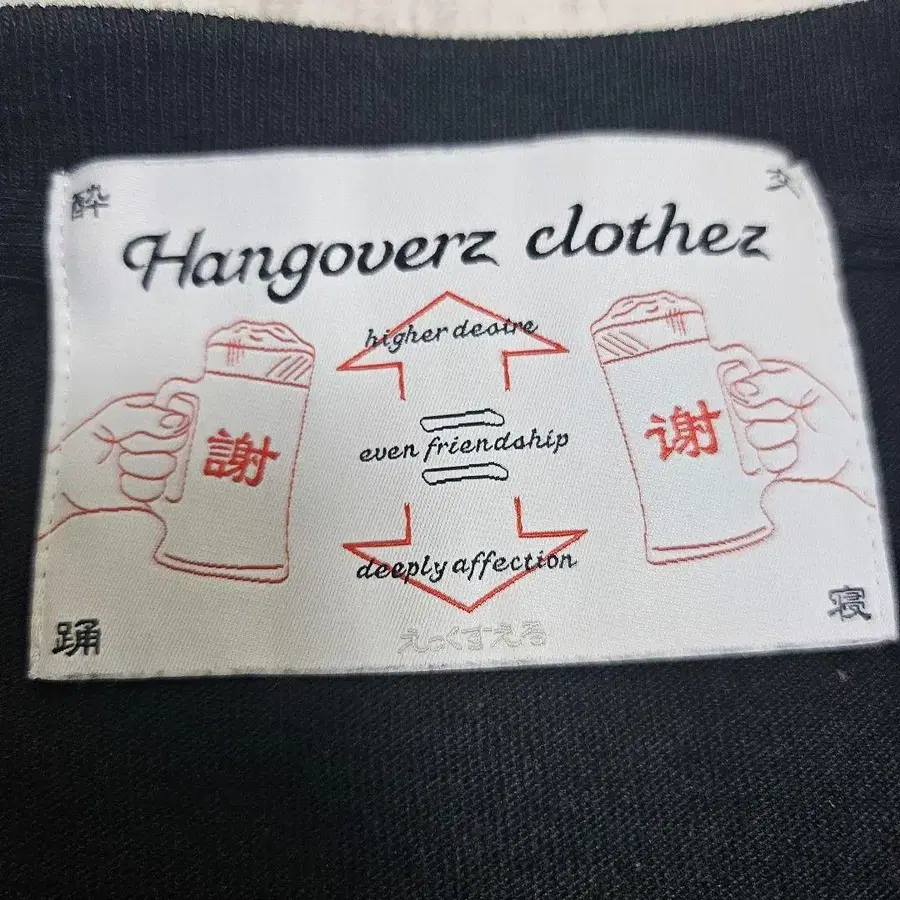 酔
交
Hangoverz clothez
higher desire
謝
even friendship
谢
deeply affection
踊
えっくすえる
寝